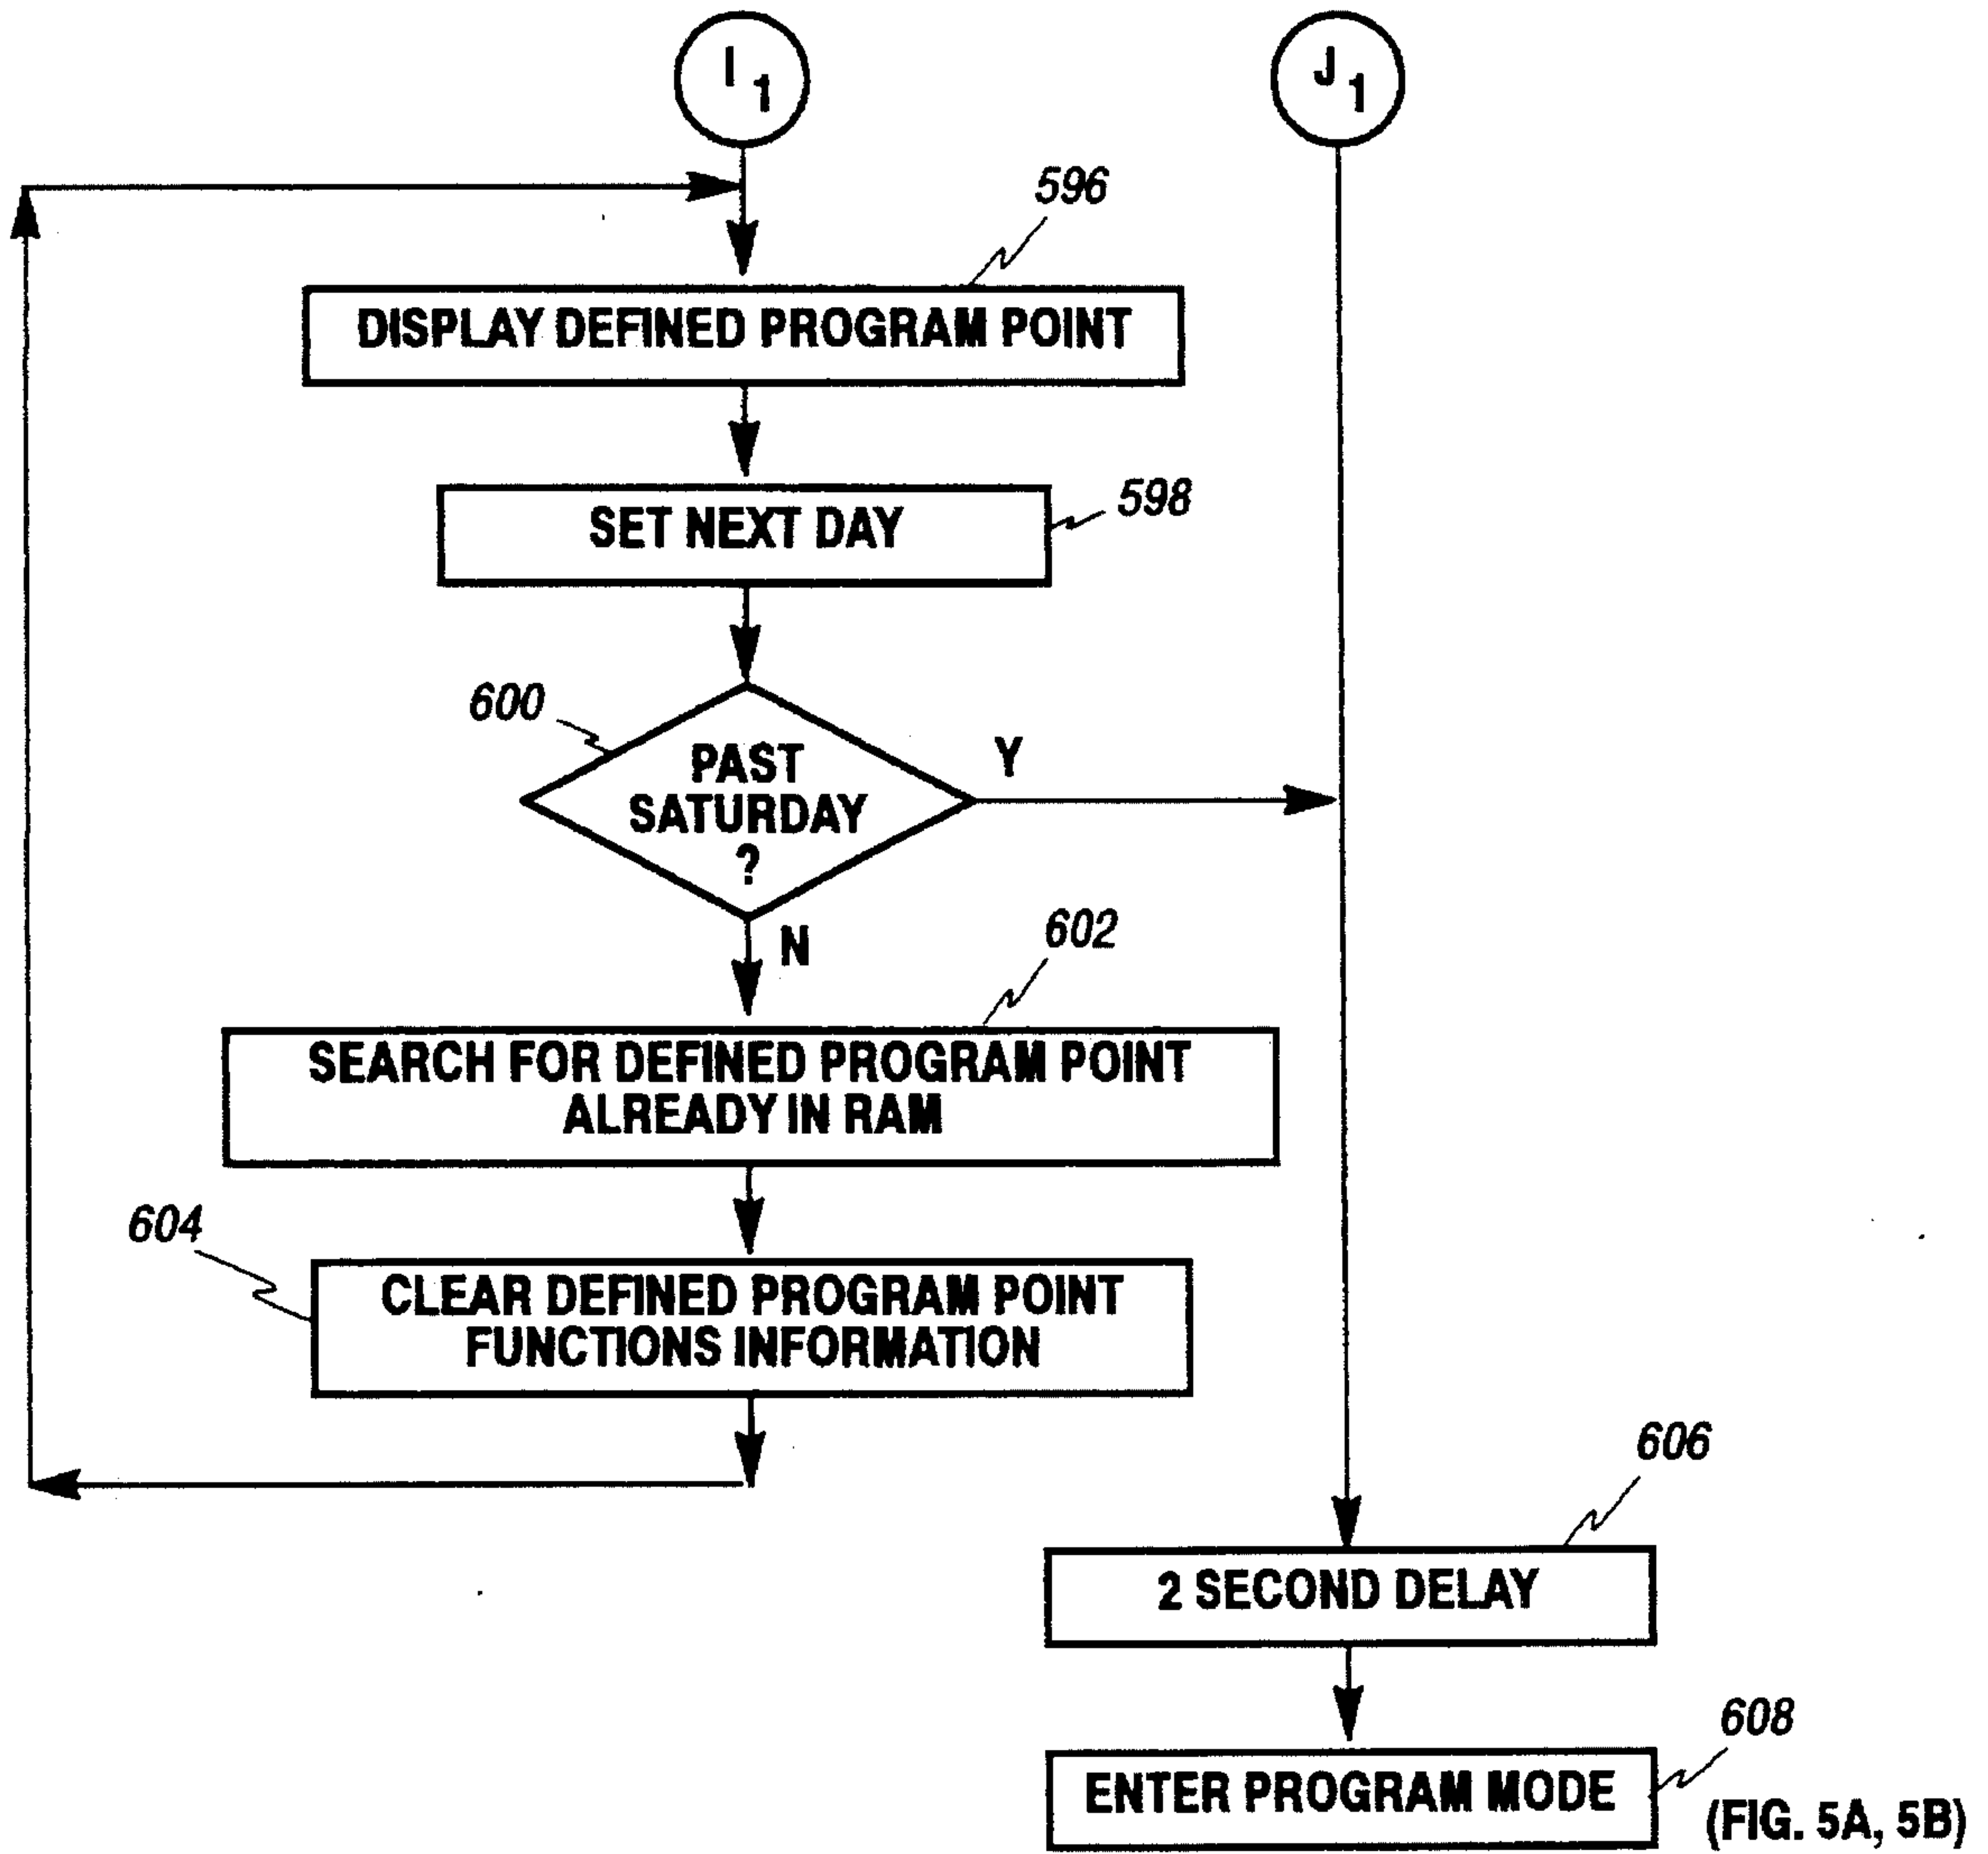 I1
J1
596
DISPLAY DEFINED PROGRAM POINT
598
SET NEXT DAY
600
PAST
SATURDAY
?
Y
N
602
SEARCH FOR DEFINED PROGRAM POINT
ALREADY IN RAM
604
CLEAR DEFINED PROGRAM POINT
FUNCTIONS INFORMATION
606
2 SECOND DELAY
608
ENTER PROGRAM MODE
(FIG. 5A, 5B)